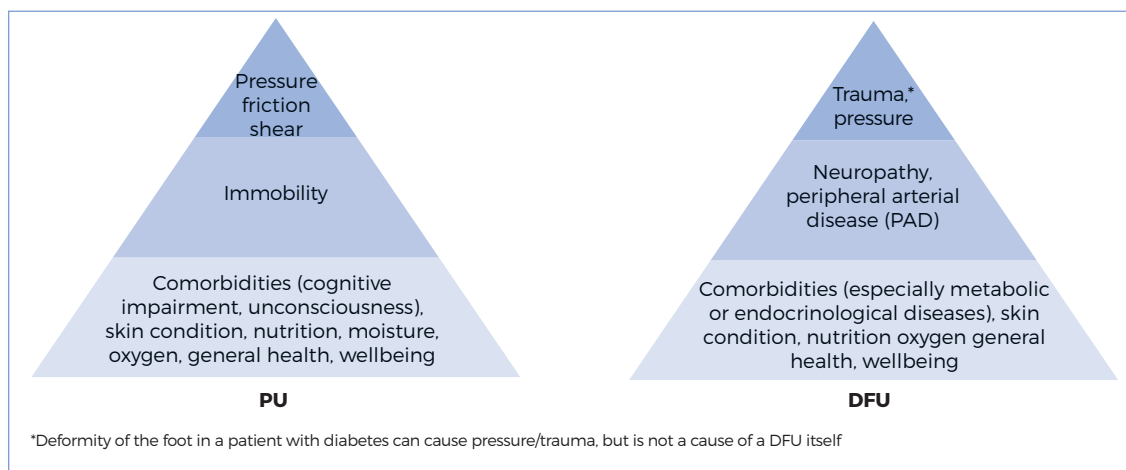 Pressure
friction
shear
Immobility
Comorbidities (cognitive
impairment, unconsciousness),
skin condition, nutrition, moisture,
oxygen, general health, wellbeing
PU
Trauma,*
pressure
Neuropathy,
peripheral arterial
disease (PAD)
Comorbidities (especially metabolic
or endocrinological diseases), skin
condition, nutrition oxygen general
health, wellbeing
DFU
*Deformity of the foot in a patient with diabetes can cause pressure/trauma, but is not a cause of a DFU itself